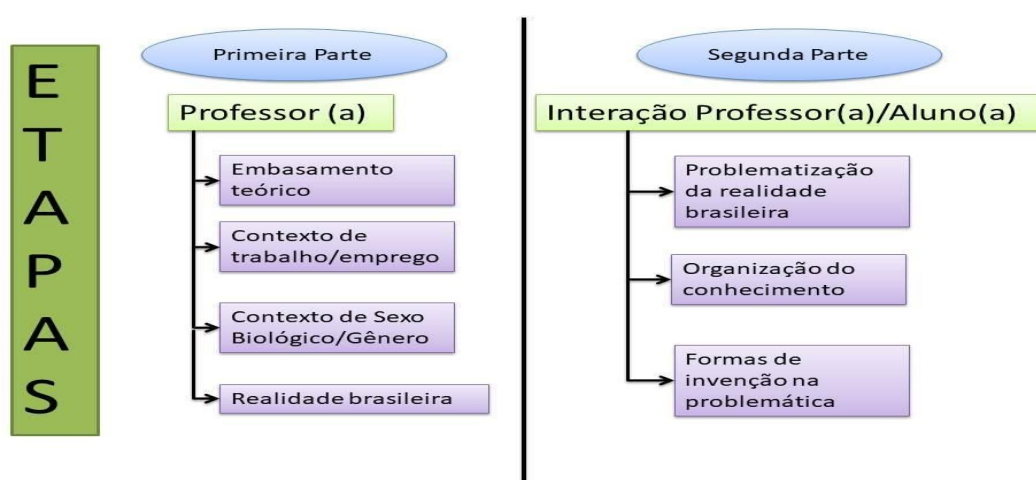 ETAPAS
Primeira Parte
Professor (a)
Embasamento
teórico
Contexto de
trabalho/emprego
Contexto de Sexo
Biológico/Gênero
Realidade brasileira
Segunda Parte
Interação Professor(a)/Aluno(a)
Problematização
da realidade
brasileira
Organização do
conhecimento
Formas de
invenção na
problemática